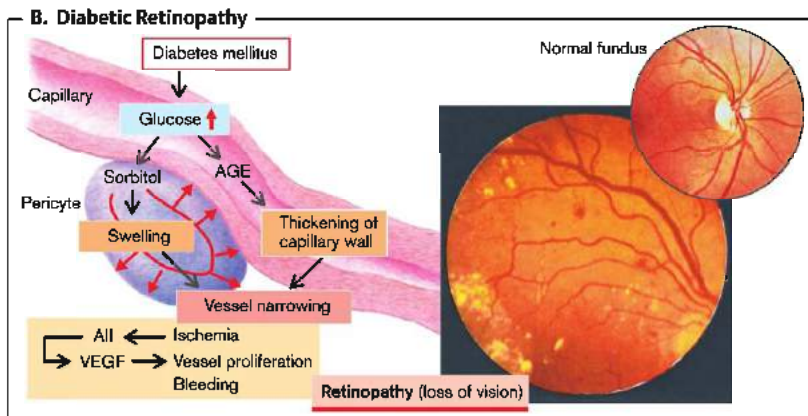 B. Diabetic Retinopathy
Diabetes mellitus
Normal fundus
Capillary
Glucose
Sorbitol
AGE
Pericyte
Swelling
Thickening of
capillary wall
Vessel narrowing
AII
Ischemia
VEGF
Vessel proliferation
Bleeding
Retinopathy (loss of vision)